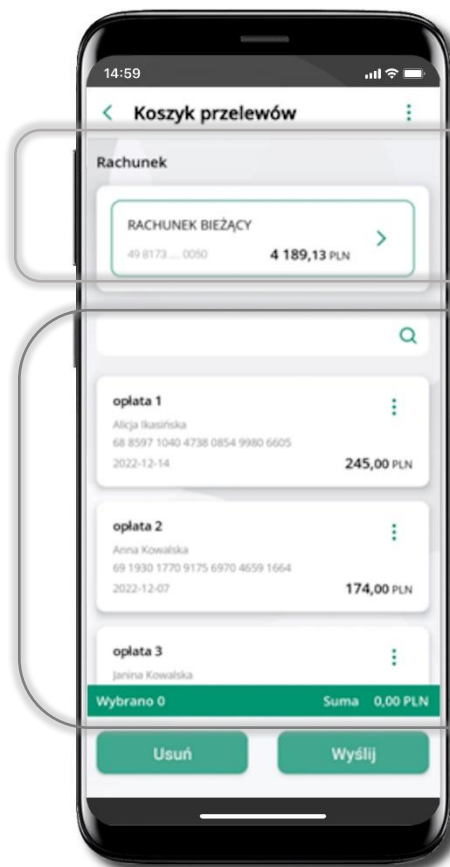 14:59
Koszyk przelewów
Rachunek
RACHUNEK BIEŻĄCY
49 8173 ... 0050 4 189,13 PLN
opłata 1
Alicja Ikasińska
68 8597 1040 4738 0854 9980 6605
2022-12-14 245,00 PLN
opłata 2
Anna Kowalska
69 1930 1770 9175 6970 4659 1664
2022-12-07 174,00 PLN
opłata 3
Janina Kowalska
Wybrano 0 Suma 0,00 PLN
Usuń Wyślij